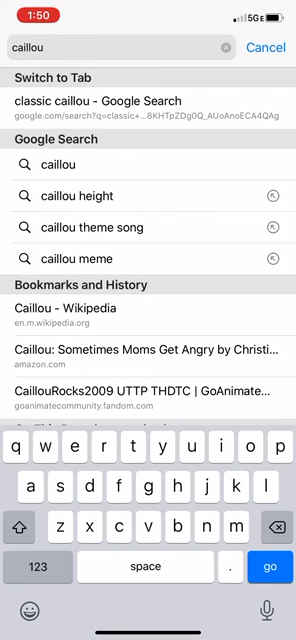 1:50
5GE
caillou
Cancel
Switch to Tab
classic caillou - Google Search
google.com/search?q=classic+...8KHTpZDg0Q_AUoAnoECA4QAg
Google Search
caillou
caillou height
caillou theme song
caillou meme
Bookmarks and History
Caillou - Wikipedia
en.m.wikipedia.org
Caillou: Sometimes Moms Get Angry by Christi...
amazon.com
CaillouRocks2009 UTTP THDTC | GoAnimate...
goanimatecommunity.fandom.com
q w e r t y u i o p
a s d f g h j k l
z x c v b n m
123 space . go